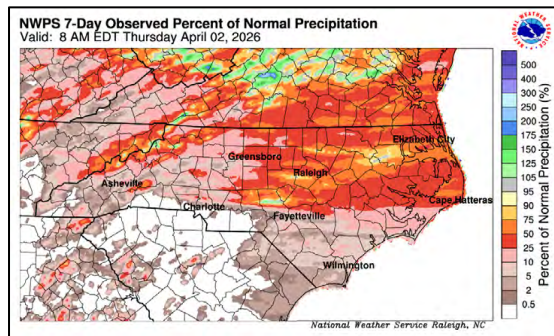 NWPS 7-Day Observed Percent of Normal Precipitation
Valid: 8 AM EDT Thursday April 02, 2026
Elizabeth City
Greensboro
Raleigh
Asheville
Cape Hatteras
Charlotte
Fayetteville
Wilmington
National Weather Service Raleigh, NC
500
400
300
250
200
175
150
125
105
95
90
75
50
25
10
5
2
0.5
Percent of Normal Precipitation (%)